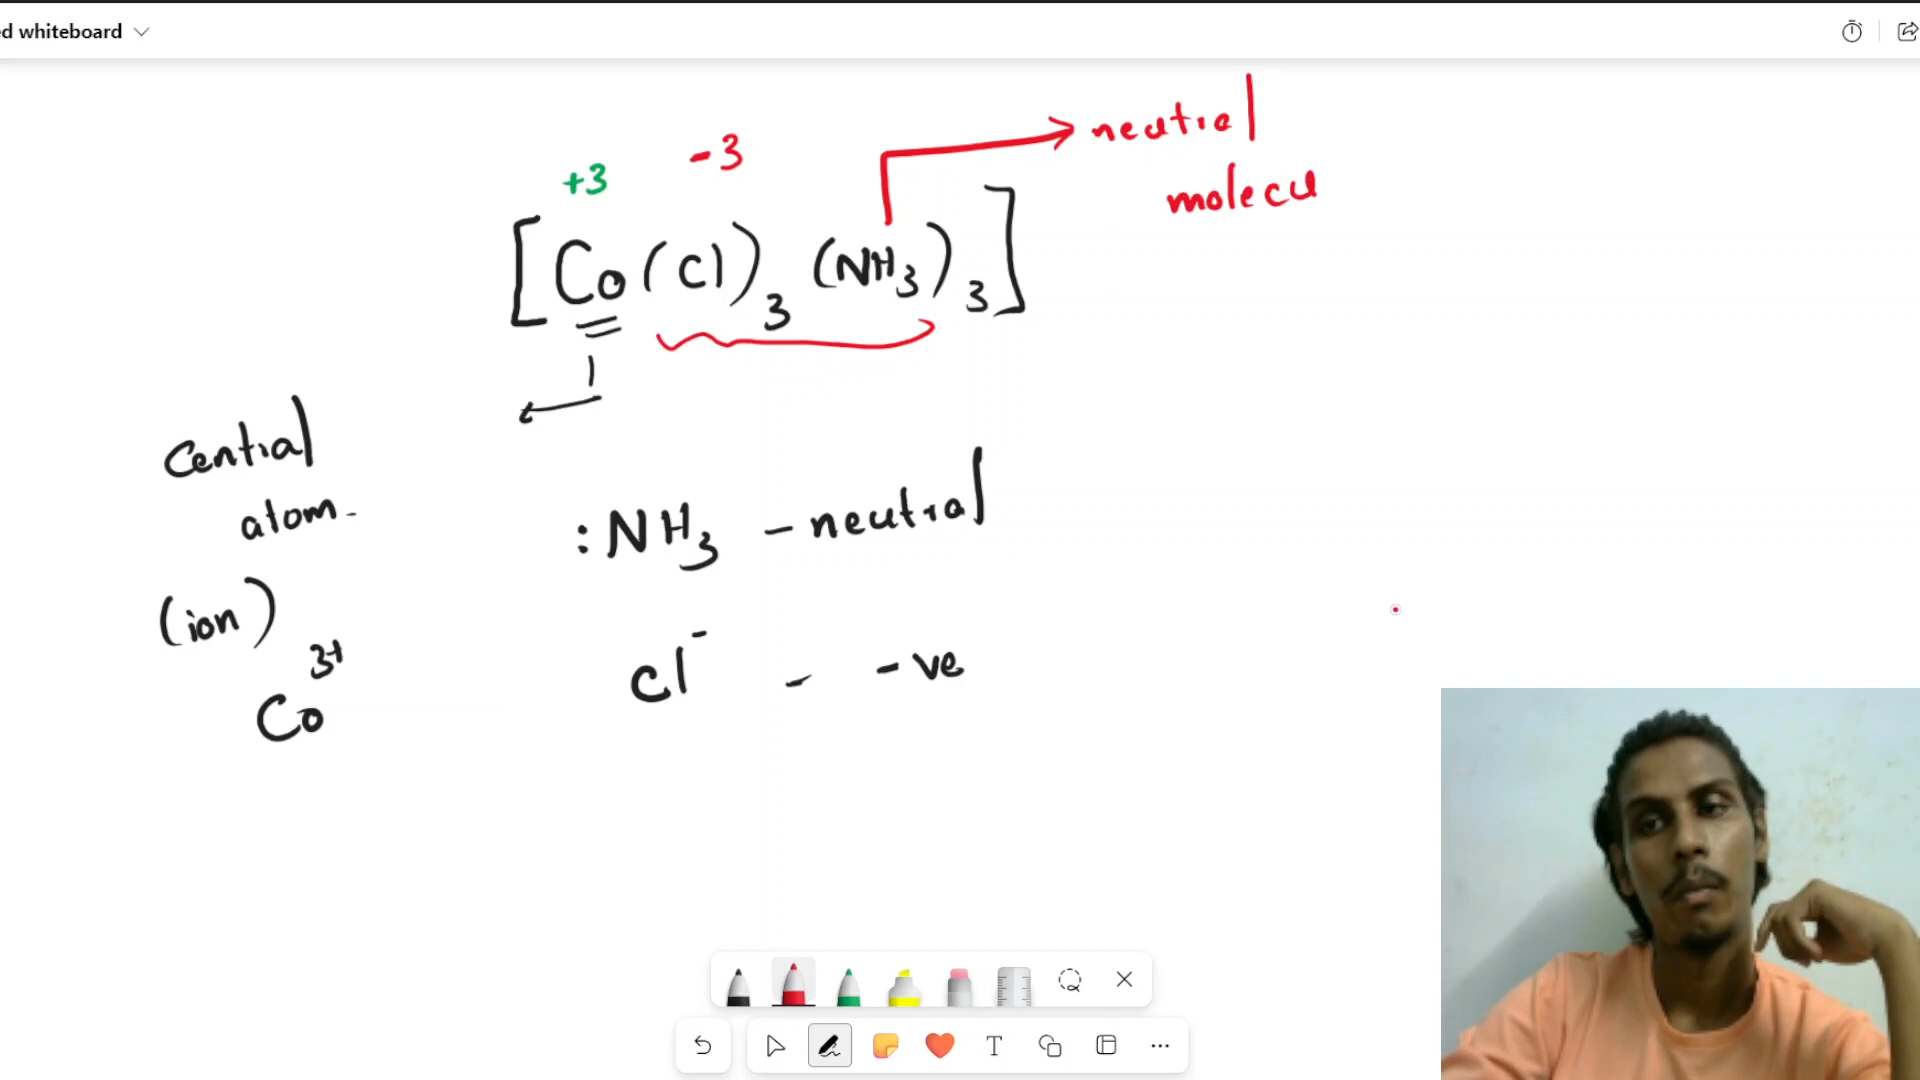 d whiteboard
+3 -3 neutral
molecu
[Co(Cl)3 (NH3)3]
Central
atom-
:NH3 - neutral
(ion)
Co3+
Cl- - -ve
T